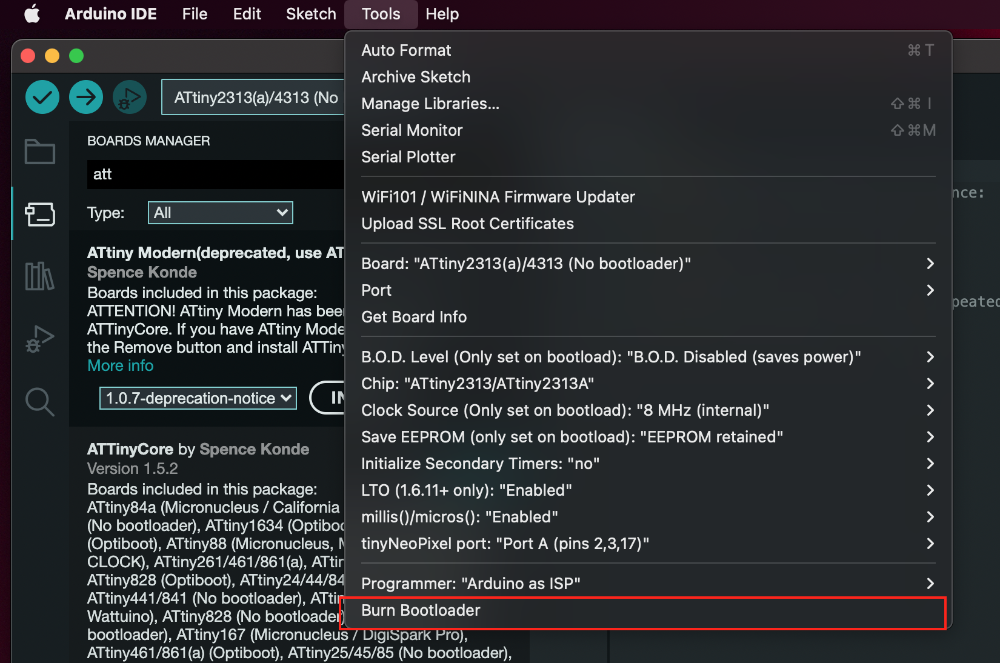 Arduino IDE File Edit Sketch Tools Help
ATtiny2313(a)/4313 (No
BOARDS MANAGER
att
Type: All
ATtiny Modern(deprecated, use AT
Spence Konde
Boards included in this package:
ATTENTION! ATtiny Modern has bee
ATTinyCore. If you have ATtiny Mode
the Remove button and install ATTiny
More info
1.0.7-deprecation-notice
IN
ATTinyCore by Spence Konde
Version 1.5.2
Boards included in this package:
ATtiny84a (Micronucleus / California
(No bootloader), ATtiny1634 (Optiboo
(Optiboot), ATtiny88 (Micronucleus, M
CLOCK), ATtiny261/461/861(a), ATtin
ATtiny828 (Optiboot), ATtiny24/44/84
ATtiny441/841 (No bootloader), ATtin
Wattuino), ATtiny828 (No bootloader
bootloader), ATtiny167 (Micronucleus / DigiSpark Pro),
ATtiny461/861(a) (Optiboot), ATtiny25/45/85 (No bootloader),
Auto Format ⌘ T
Archive Sketch
Manage Libraries... ⇧ ⌘ I
Serial Monitor ⇧ ⌘ M
Serial Plotter
WiFi101 / WiFiNINA Firmware Updater
Upload SSL Root Certificates
Board: "ATtiny2313(a)/4313 (No bootloader)"
Port
Get Board Info
B.O.D. Level (Only set on bootload): "B.O.D. Disabled (saves power)"
Chip: "ATtiny2313/ATtiny2313A"
Clock Source (Only set on bootload): "8 MHz (internal)"
Save EEPROM (only set on bootload): "EEPROM retained"
Initialize Secondary Timers: "no"
LTO (1.6.11+ only): "Enabled"
millis()/micros(): "Enabled"
tinyNeoPixel port: "Port A (pins 2,3,17)"
Programmer: "Arduino as ISP"
Burn Bootloader
nce:
peated